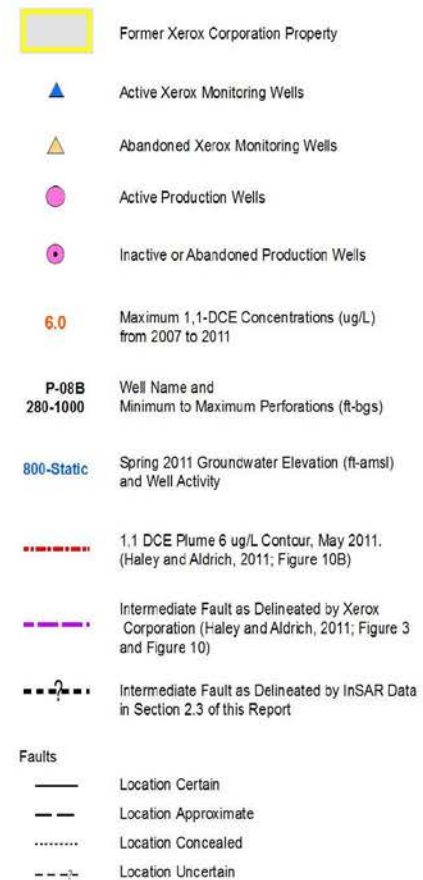 Former Xerox Corporation Property
Active Xerox Monitoring Wells
Abandoned Xerox Monitoring Wells
Active Production Wells
Inactive or Abandoned Production Wells
6.0
Maximum 1,1-DCE Concentrations (ug/L)
from 2007 to 2011
P-08B
280-1000
Well Name and
Minimum to Maximum Perforations (ft-bgs)
800-Static
Spring 2011 Groundwater Elevation (ft-amsl)
and Well Activity
1,1 DCE Plume 6 ug/L Contour, May 2011.
(Haley and Aldrich, 2011; Figure 10B)
Intermediate Fault as Delineated by Xerox
Corporation (Haley and Aldrich, 2011; Figure 3
and Figure 10)
?
Intermediate Fault as Delineated by InSAR Data
in Section 2.3 of this Report
Faults
Location Certain
Location Approximate
Location Concealed
?
Location Uncertain